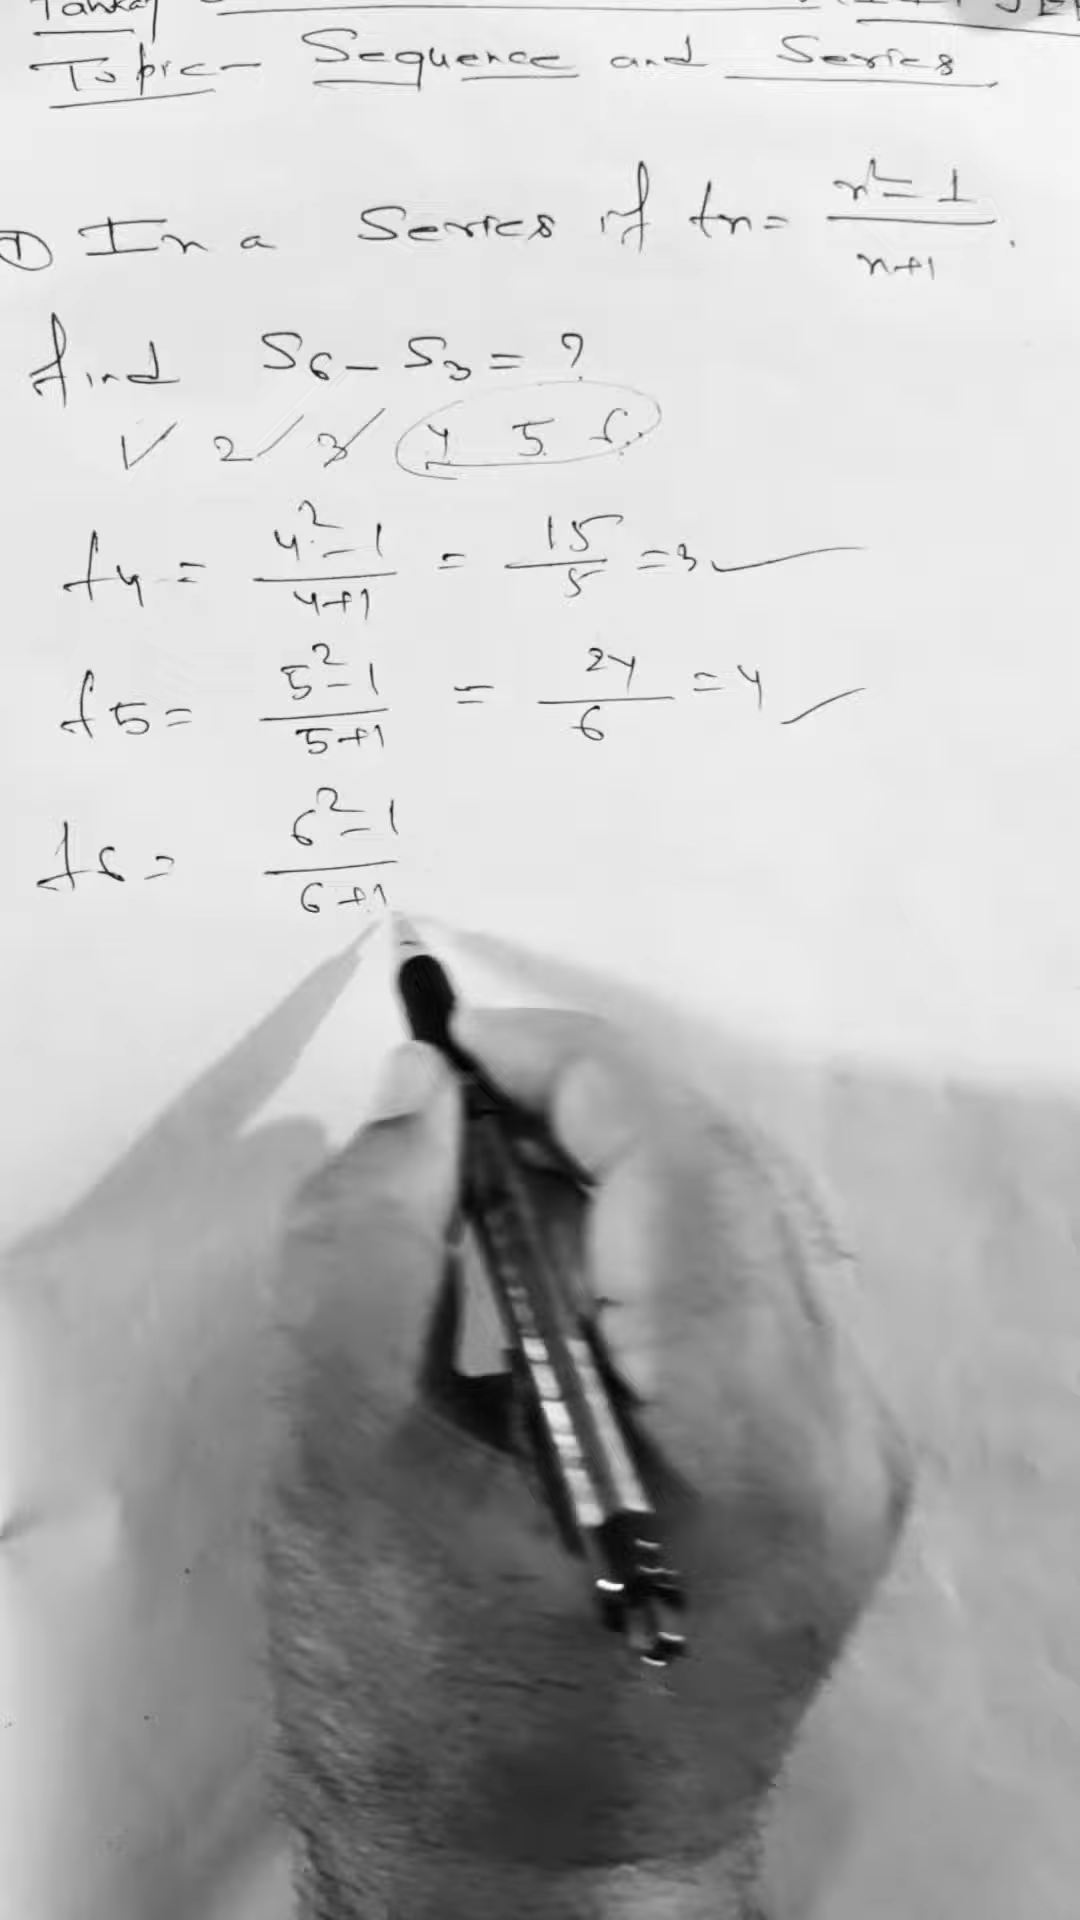 Topic- Sequence and Series
① In a Series if tn = n²-1 / n+1.
find S6 - S3 = ?
1 2 3 4 5 6
t4 = 4²-1 / 4+1 = 15 / 5 = 3
t5 = 5²-1 / 5+1 = 24 / 6 = 4
t6 = 6²-1 / 6+1